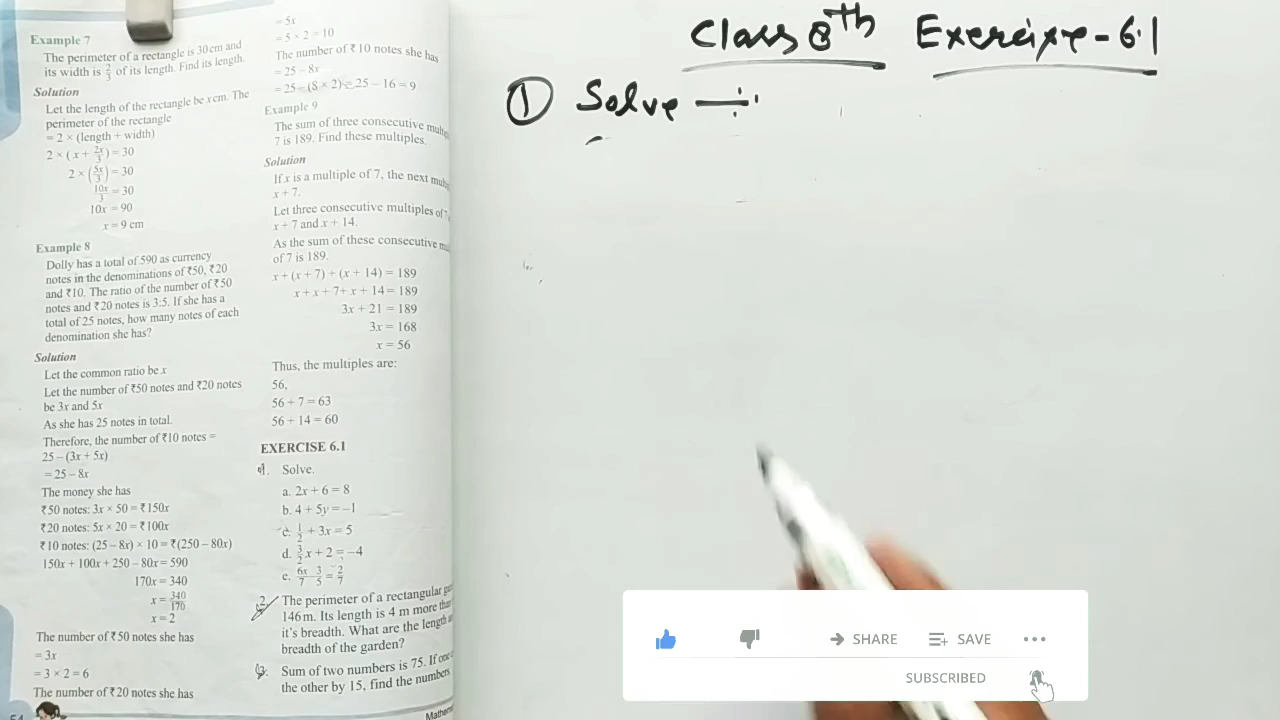 Example 7
The perimeter of a rectangle is 30 cm and
its width is 2/3 of its length. Find its length.
Solution
Let the length of the rectangle be x cm. The
perimeter of the rectangle
= 2 × (length + width)
2 × (x + 2x/3) = 30
2 × (5x/3) = 30
10x/3 = 30
10x = 90
x = 9 cm
Example 8
Dolly has a total of 590 as currency
notes in the denominations of ₹50, ₹20
and ₹10. The ratio of the number of ₹50
notes and ₹20 notes is 3:5. If she has a
total of 25 notes, how many notes of each
denomination she has?
Solution
Let the common ratio be x
Let the number of ₹50 notes and ₹20 notes
be 3x and 5x
As she has 25 notes in total.
Therefore, the number of ₹10 notes =
25 – (3x + 5x)
= 25 – 8x
The money she has
₹50 notes: 3x × 50 = ₹150x
₹20 notes: 5x × 20 = ₹100x
₹10 notes: (25 – 8x) × 10 = ₹(250 – 80x)
150x + 100x + 250 – 80x = 590
170x = 340
x = 340/170
x = 2
The number of ₹50 notes she has
= 3x
= 3 × 2 = 6
The number of ₹20 notes she has
= 5x
= 5 × 2 = 10
The number of ₹10 notes she has
= 25 – 8x
= 25 – (8 × 2) = 25 – 16 = 9
Example 9
The sum of three consecutive
7 is 189. Find these multiples.
Solution
If x is a multiple of 7, the next
x + 7.
Let three consecutive multiples of
x + 7 and x + 14.
As the sum of these consecutive
of 7 is 189.
x + (x + 7) + (x + 14) = 189
x + x + 7 + x + 14 = 189
3x + 21 = 189
3x = 168
x = 56
Thus, the multiples are:
56,
56 + 7 = 63
56 + 14 = 60
EXERCISE 6.1
1. Solve.
a. 2x + 6 = 8
b. 4 + 5y = –1
c. 1/2 + 3x = 5
d. 3/2 x + 2 = –4
e. 6x/7 3/5 = 2/7
2. The perimeter of a rectangular
146 m. Its length is 4 m more
it's breadth. What are the length
breadth of the garden?
3. Sum of two numbers is 75. If one
the other by 15, find the numbers
Class 8th Exercise-6.1
① Solve
SHARE SAVE
SUBSCRIBED